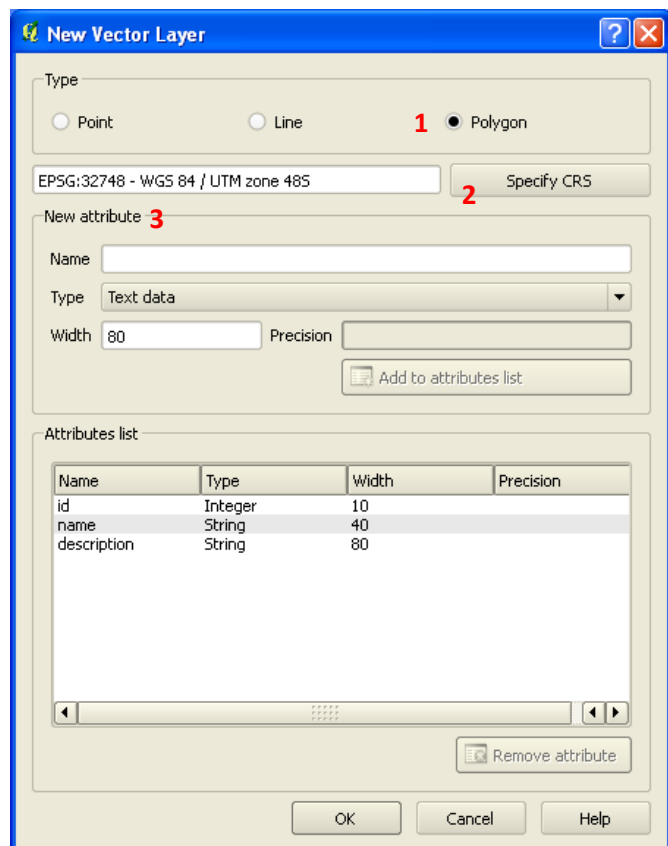 New Vector Layer
Type
Point Line 1 Polygon
EPSG:32748 - WGS 84 / UTM zone 48S 2 Specify CRS
New attribute 3
Name
Type Text data
Width 80 Precision
Add to attributes list
Attributes list
Name Type Width Precision
id Integer 10
name String 40
description String 80
Remove attribute
OK Cancel Help